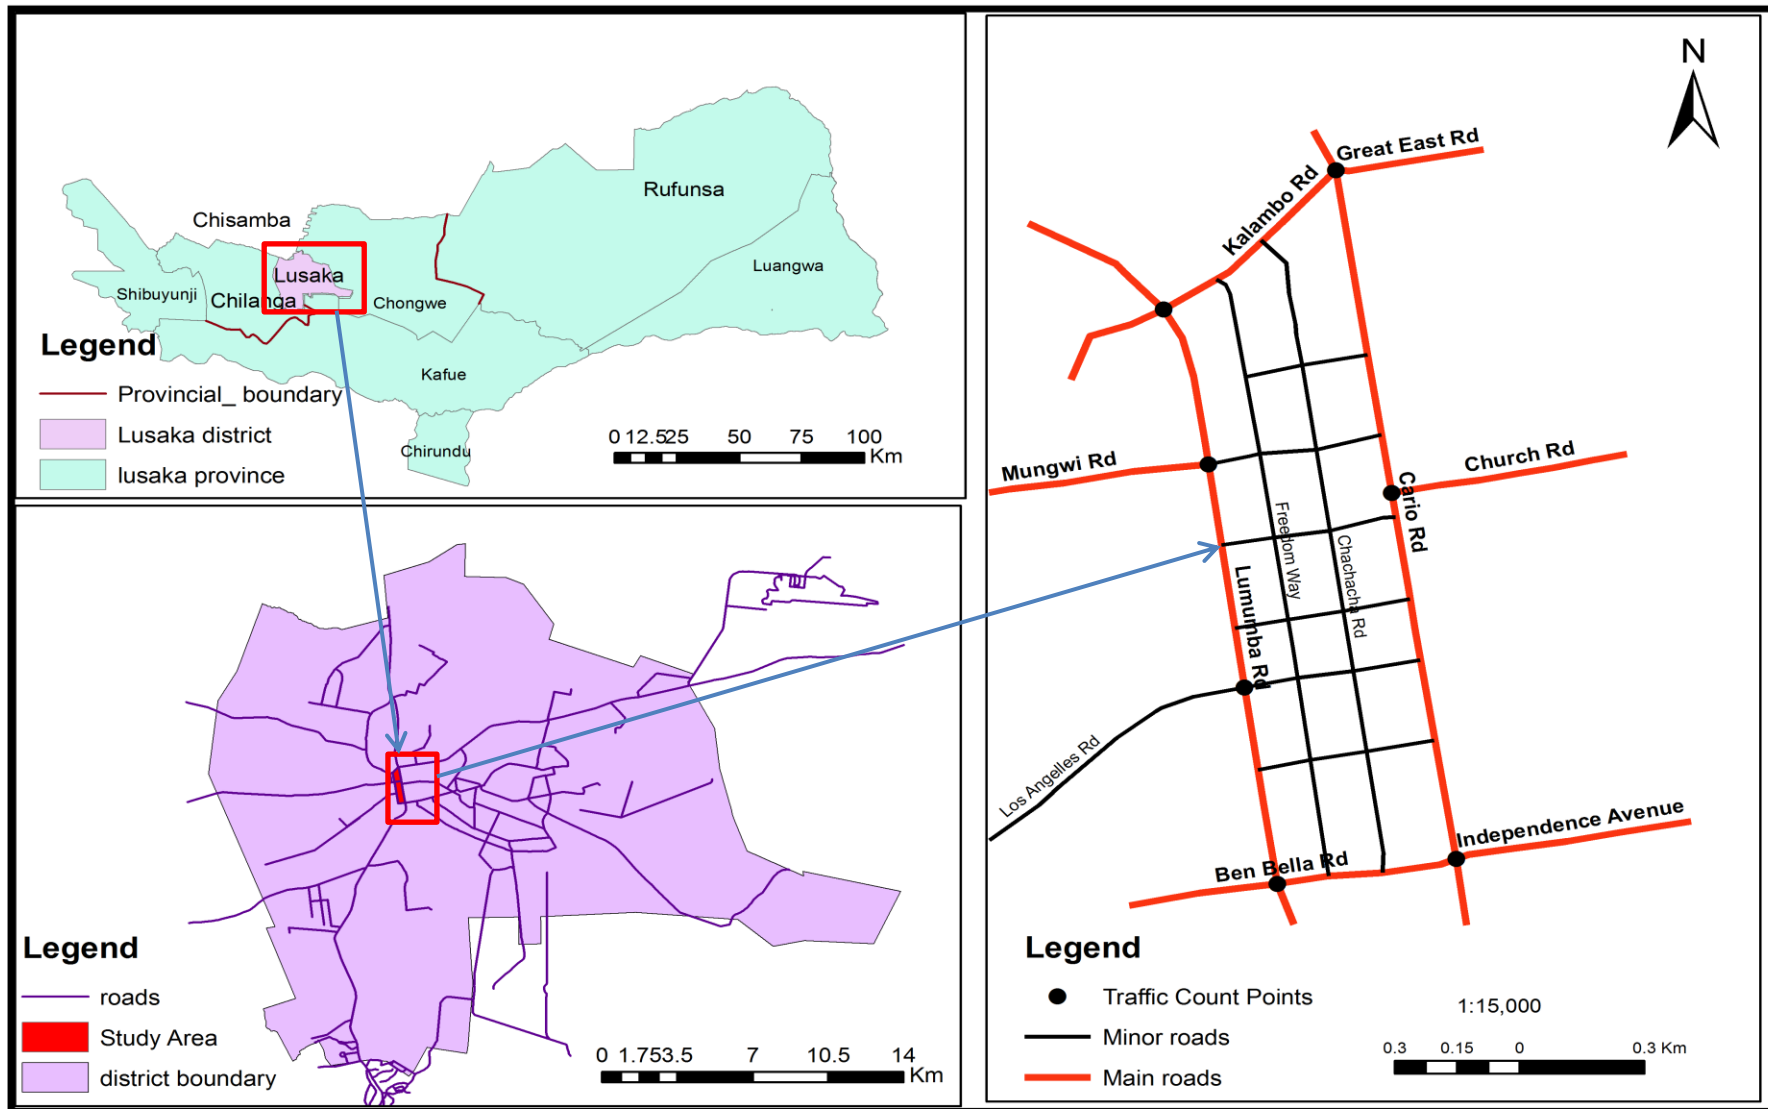 Chisamba
Rufunsa
Lusaka
Luangwa
Shibuyunji
Chilanga
Chongwe
Kafue
Chirundu
Legend
Provincial_ boundary
Lusaka district
lusaka province
0 12.525 50 75 100
Km
Legend
roads
Study Area
district boundary
0 1.753.5 7 10.5 14
Km
N
Great East Rd
Kalambo Rd
Mungwi Rd
Church Rd
Cario Rd
Freedom Way
Chachacha Rd
Lumumba Rd
Los Angelles Rd
Independence Avenue
Ben Bella Rd
Legend
Traffic Count Points
Minor roads
Main roads
1:15,000
0.3 0.15 0 0.3 Km